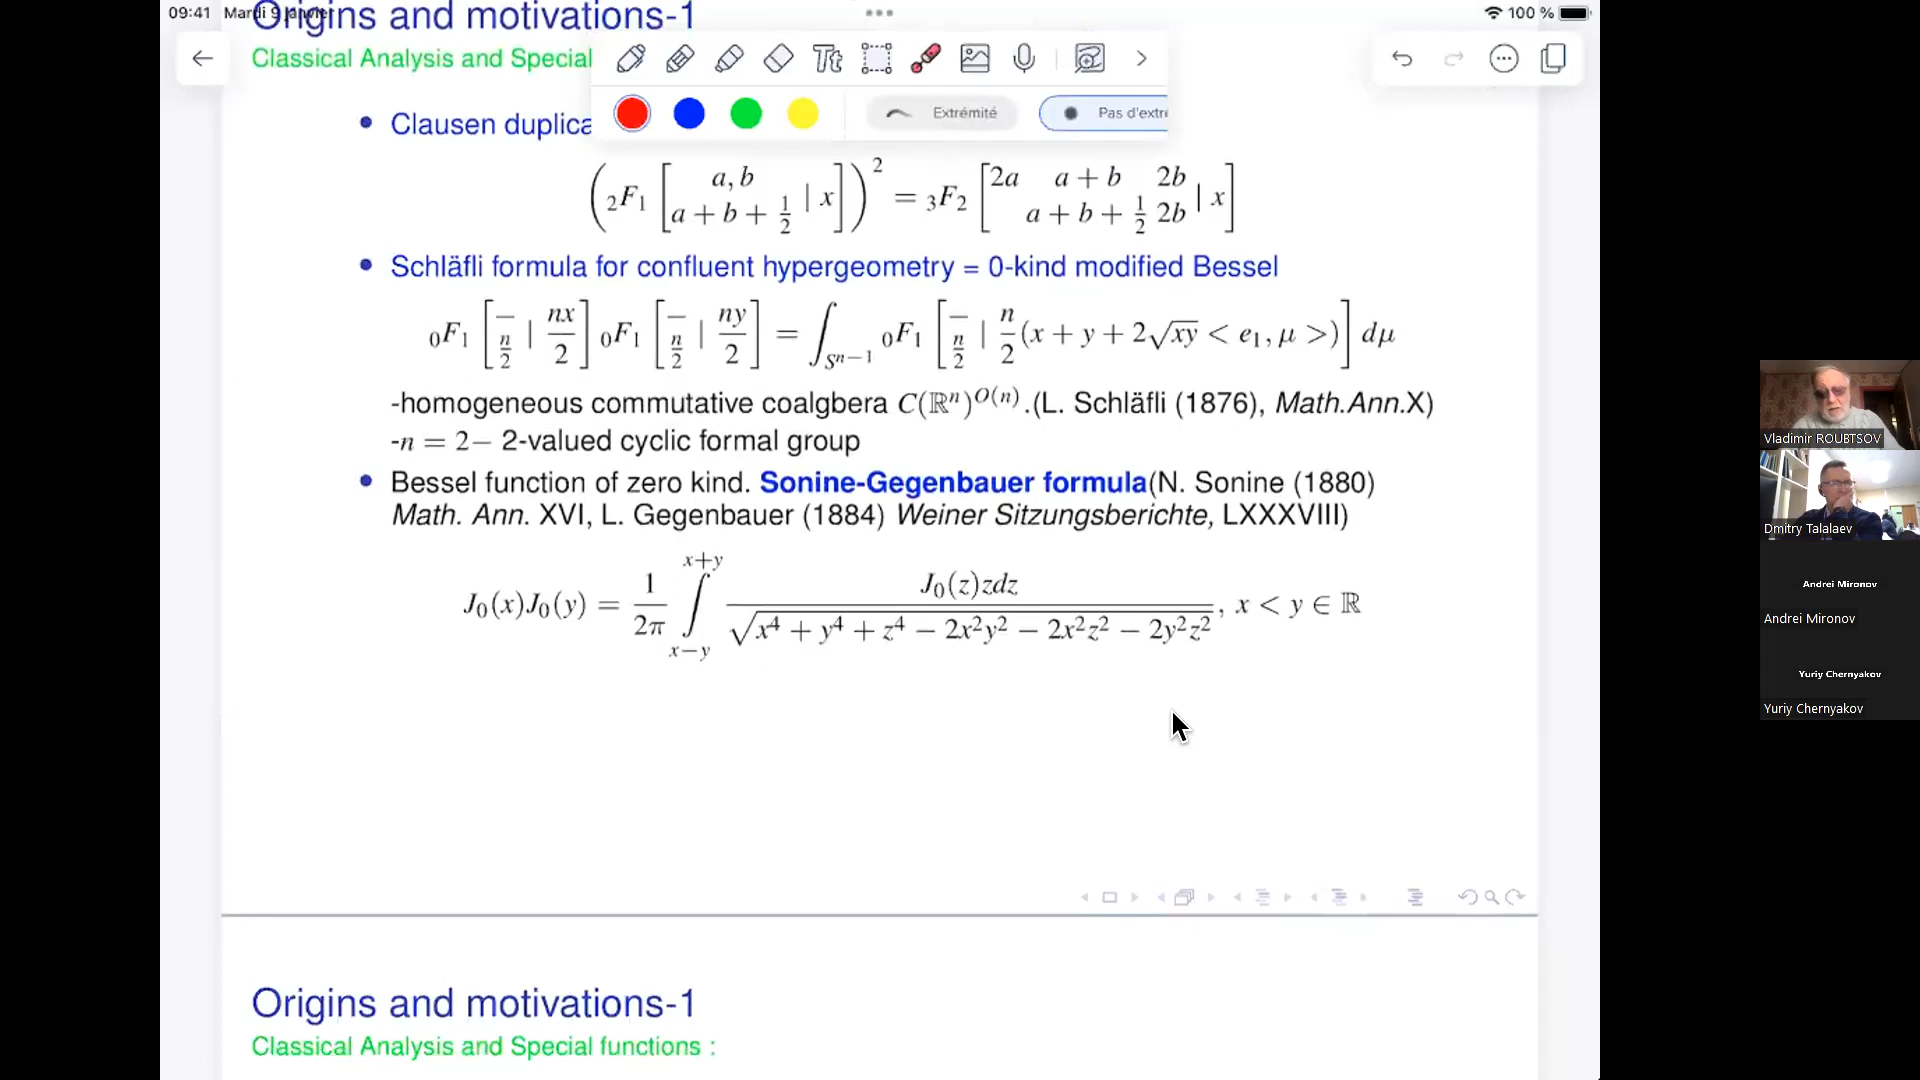 09:41 Mardi 9 janvier
100 %
Origins and motivations-1
Classical Analysis and Special
Tt
Extrémité
Pas d'extré
• Clausen duplica
(₂F₁ [a, b / a + b + 1/2 | x])² = ₃F₂ [2a a + b 2b / a + b + 1/2 2b | x]
• Schläfli formula for confluent hypergeometry = 0-kind modified Bessel
₀F₁ [− / n/2 | nx/2] ₀F₁ [− / n/2 | ny/2] = ∫_{Sⁿ⁻¹} ₀F₁ [− / n/2 | n/2 (x + y + 2√xy < e₁, μ >)] dμ
-homogeneous commutative coalgbera C(ℝⁿ)^{O(n)}.(L. Schläfli (1876), Math.Ann.X)
-n = 2− 2-valued cyclic formal group
• Bessel function of zero kind. Sonine-Gegenbauer formula(N. Sonine (1880)
Math. Ann. XVI, L. Gegenbauer (1884) Weiner Sitzungsberichte, LXXXVIII)
J₀(x)J₀(y) = 1/2π ∫_{x−y}^{x+y} J₀(z)zdz / √(x⁴ + y⁴ + z⁴ − 2x²y² − 2x²z² − 2y²z²), x < y ∈ ℝ
Origins and motivations-1
Classical Analysis and Special functions :
Vladimir ROUBTSOV
Dmitry Talalaev
Andrei Mironov
Andrei Mironov
Yuriy Chernyakov
Yuriy Chernyakov